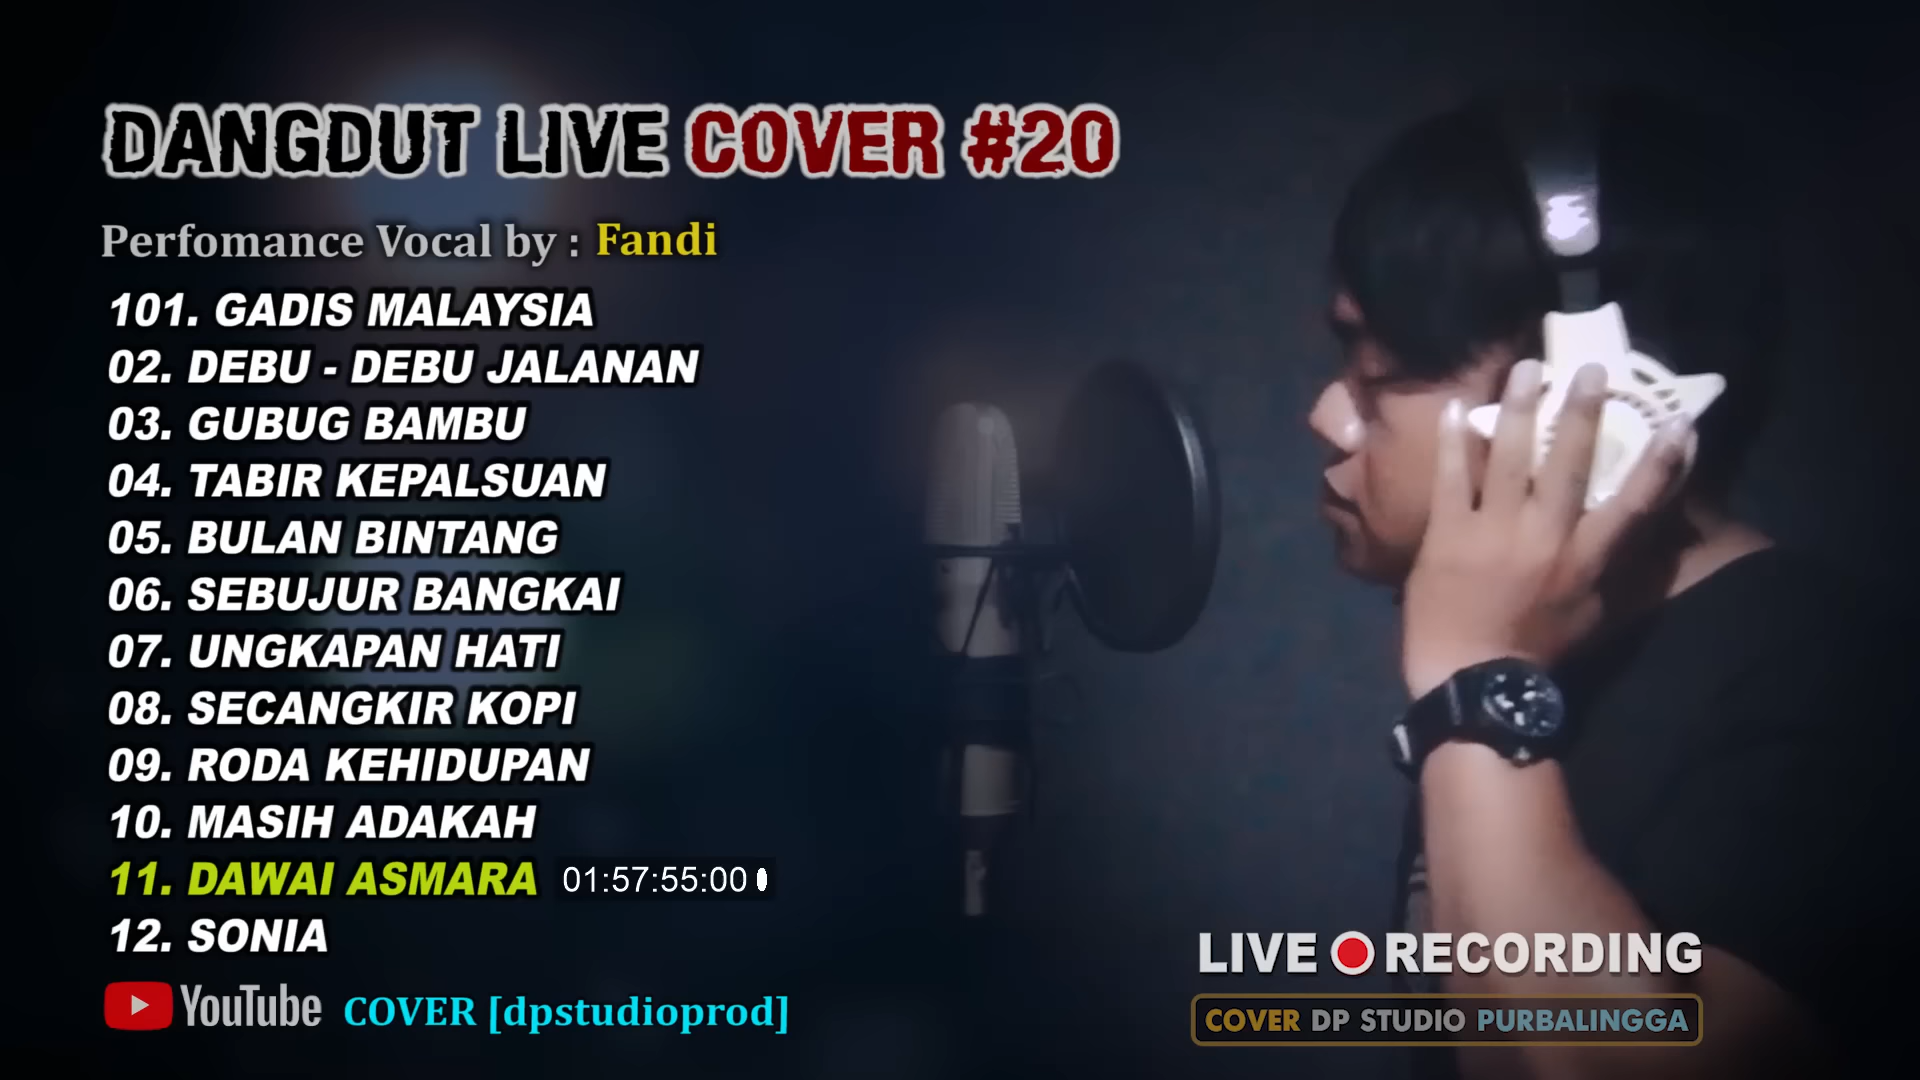 DANGDUT LIVE COVER #20
Perfomance Vocal by : Fandi
101. GADIS MALAYSIA
02. DEBU - DEBU JALANAN
03. GUBUG BAMBU
04. TABIR KEPALSUAN
05. BULAN BINTANG
06. SEBUJUR BANGKAI
07. UNGKAPAN HATI
08. SECANGKIR KOPI
09. RODA KEHIDUPAN
10. MASIH ADAKAH
11. DAWAI ASMARA 01:57:55:00
12. SONIA
YouTube COVER [dpstudioprod]
LIVE RECORDING
COVER DP STUDIO PURBALINGGA